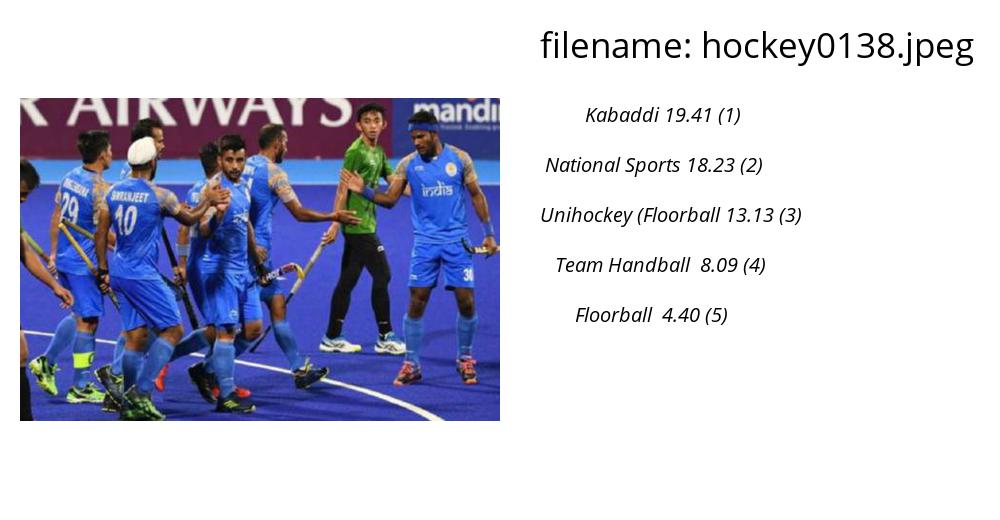 filename: hockey0138.jpeg
R AIRWAYS
mandi
Kabaddi 19.41 (1)
National Sports 18.23 (2)
Unihockey (Floorball 13.13 (3)
Team Handball 8.09 (4)
Floorball 4.40 (5)
29
SIMRANJEET
10
india
30